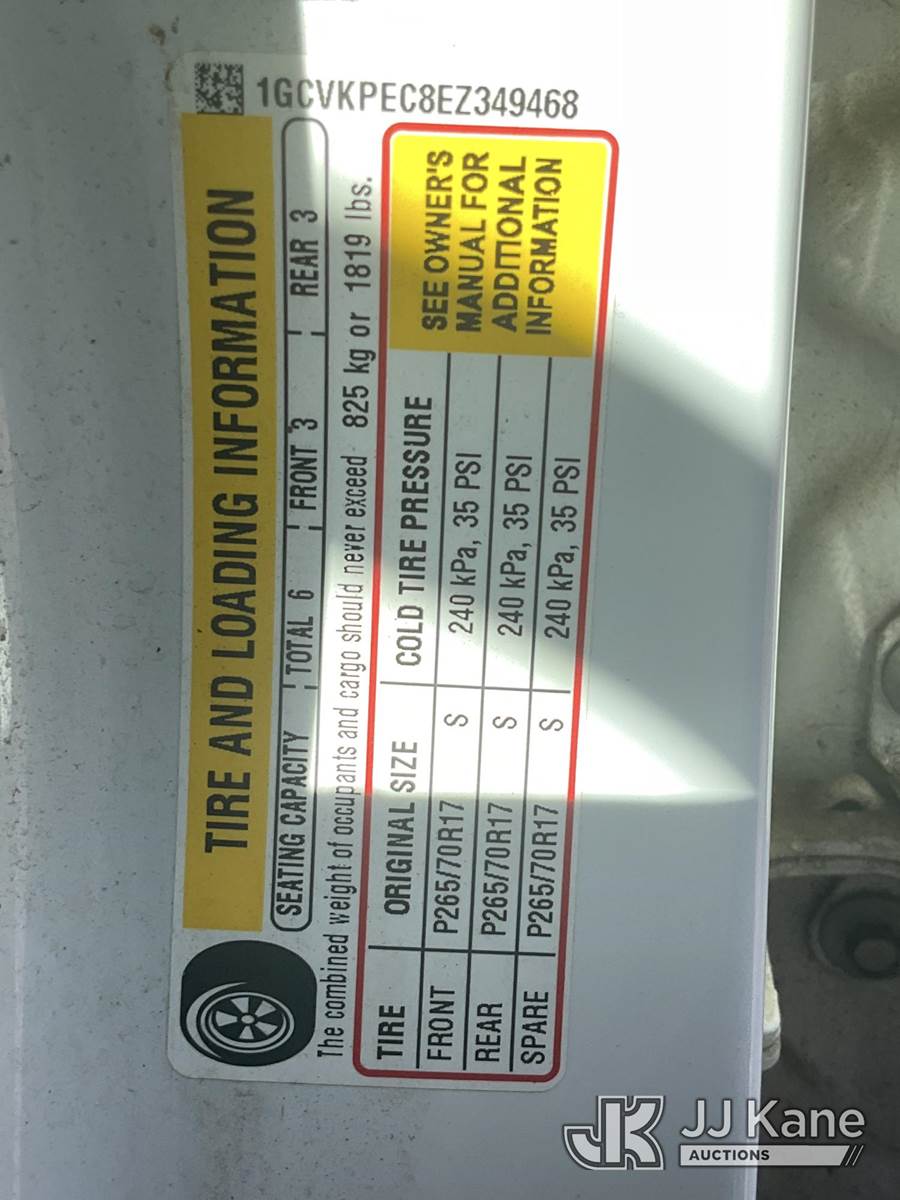 1GCVKPEC8EZ349468
TIRE AND LOADING INFORMATION
SEATING CAPACITY TOTAL 6 FRONT 3 REAR 3
The combined weight of occupants and cargo should never exceed 825 kg or 1819 lbs.
TIRE ORIGINAL SIZE COLD TIRE PRESSURE
FRONT P265/70R17 S 240 kPa, 35 PSI
REAR P265/70R17 S 240 kPa, 35 PSI
SPARE P265/70R17 S 240 kPa, 35 PSI
SEE OWNER'S
MANUAL FOR
ADDITIONAL
INFORMATION
JK JJ Kane
AUCTIONS